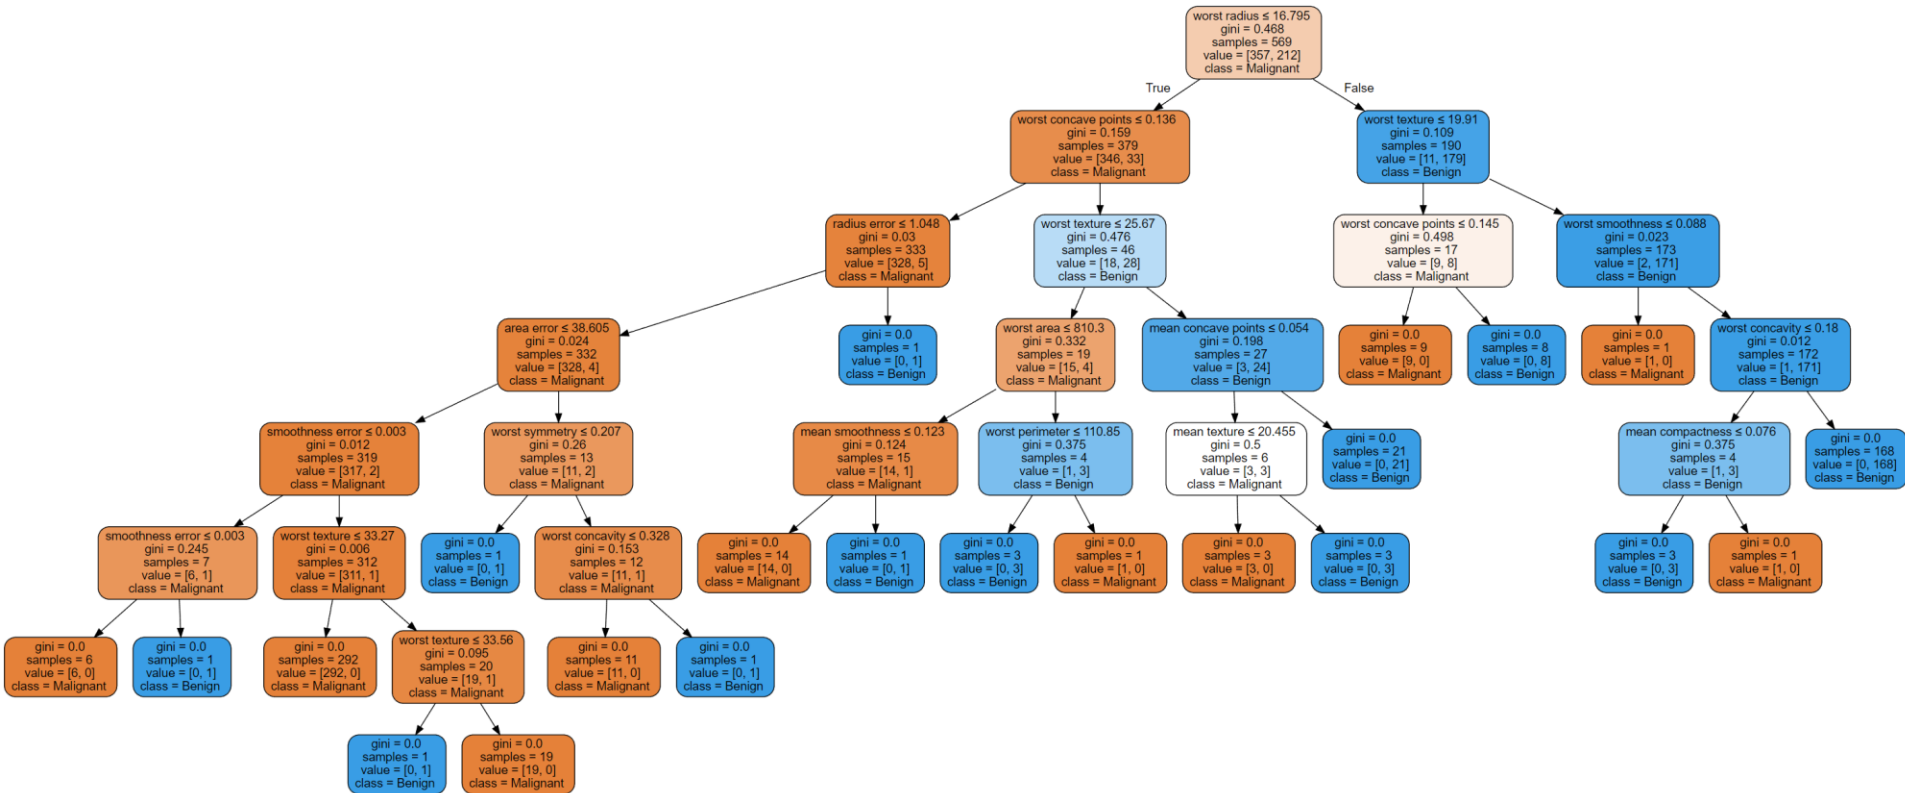 worst radius ≤ 16.795
gini = 0.468
samples = 569
value = [357, 212]
class = Malignant
True
False
worst concave points ≤ 0.136
gini = 0.159
samples = 379
value = [346, 33]
class = Malignant
worst texture ≤ 19.91
gini = 0.109
samples = 190
value = [11, 179]
class = Benign
radius error ≤ 1.048
gini = 0.03
samples = 333
value = [328, 5]
class = Malignant
worst texture ≤ 25.67
gini = 0.476
samples = 46
value = [18, 28]
class = Benign
worst concave points ≤ 0.145
gini = 0.498
samples = 17
value = [9, 8]
class = Malignant
worst smoothness ≤ 0.088
gini = 0.023
samples = 173
value = [2, 171]
class = Benign
area error ≤ 38.605
gini = 0.024
samples = 332
value = [328, 4]
class = Malignant
gini = 0.0
samples = 1
value = [0, 1]
class = Benign
worst area ≤ 810.3
gini = 0.332
samples = 19
value = [15, 4]
class = Malignant
mean concave points ≤ 0.054
gini = 0.198
samples = 27
value = [3, 24]
class = Benign
gini = 0.0
samples = 9
value = [9, 0]
class = Malignant
gini = 0.0
samples = 8
value = [0, 8]
class = Benign
gini = 0.0
samples = 1
value = [1, 0]
class = Malignant
worst concavity ≤ 0.18
gini = 0.012
samples = 172
value = [1, 171]
class = Benign
smoothness error ≤ 0.003
gini = 0.012
samples = 319
value = [317, 2]
class = Malignant
worst symmetry ≤ 0.207
gini = 0.26
samples = 13
value = [11, 2]
class = Malignant
mean smoothness ≤ 0.123
gini = 0.124
samples = 15
value = [14, 1]
class = Malignant
worst perimeter ≤ 110.85
gini = 0.375
samples = 4
value = [1, 3]
class = Benign
mean texture ≤ 20.455
gini = 0.5
samples = 6
value = [3, 3]
class = Malignant
gini = 0.0
samples = 21
value = [0, 21]
class = Benign
mean compactness ≤ 0.076
gini = 0.375
samples = 4
value = [1, 3]
class = Benign
gini = 0.0
samples = 168
value = [0, 168]
class = Benign
smoothness error ≤ 0.003
gini = 0.245
samples = 7
value = [6, 1]
class = Malignant
worst texture ≤ 33.27
gini = 0.006
samples = 312
value = [311, 1]
class = Malignant
gini = 0.0
samples = 1
value = [0, 1]
class = Benign
worst concavity ≤ 0.328
gini = 0.153
samples = 12
value = [11, 1]
class = Malignant
gini = 0.0
samples = 14
value = [14, 0]
class = Malignant
gini = 0.0
samples = 1
value = [0, 1]
class = Benign
gini = 0.0
samples = 3
value = [0, 3]
class = Benign
gini = 0.0
samples = 1
value = [1, 0]
class = Malignant
gini = 0.0
samples = 3
value = [3, 0]
class = Malignant
gini = 0.0
samples = 3
value = [0, 3]
class = Benign
gini = 0.0
samples = 3
value = [0, 3]
class = Benign
gini = 0.0
samples = 1
value = [1, 0]
class = Malignant
gini = 0.0
samples = 6
value = [6, 0]
class = Malignant
gini = 0.0
samples = 1
value = [0, 1]
class = Benign
gini = 0.0
samples = 292
value = [292, 0]
class = Malignant
worst texture ≤ 33.56
gini = 0.095
samples = 20
value = [19, 1]
class = Malignant
gini = 0.0
samples = 11
value = [11, 0]
class = Malignant
gini = 0.0
samples = 1
value = [0, 1]
class = Benign
gini = 0.0
samples = 1
value = [0, 1]
class = Benign
gini = 0.0
samples = 19
value = [19, 0]
class = Malignant